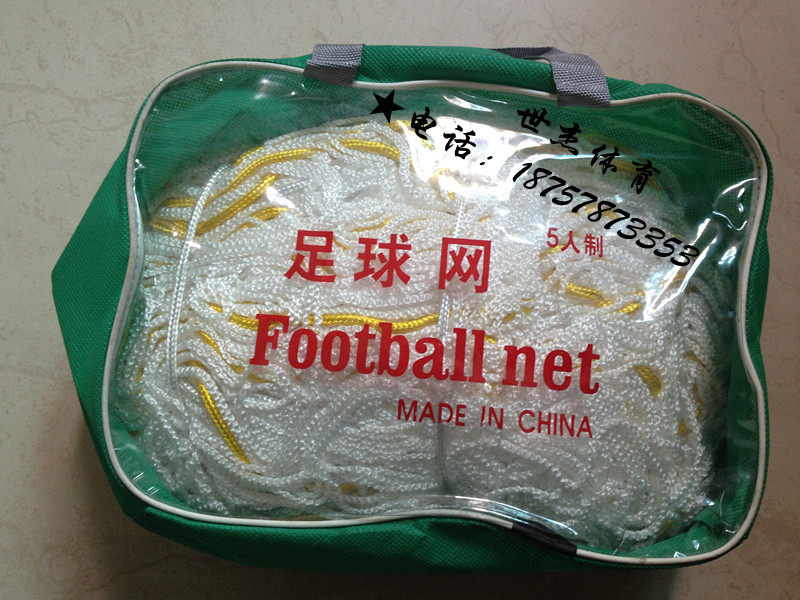 世杰体育
★电话：18757873353
足球网
5人制
Football net
MADE IN CHINA